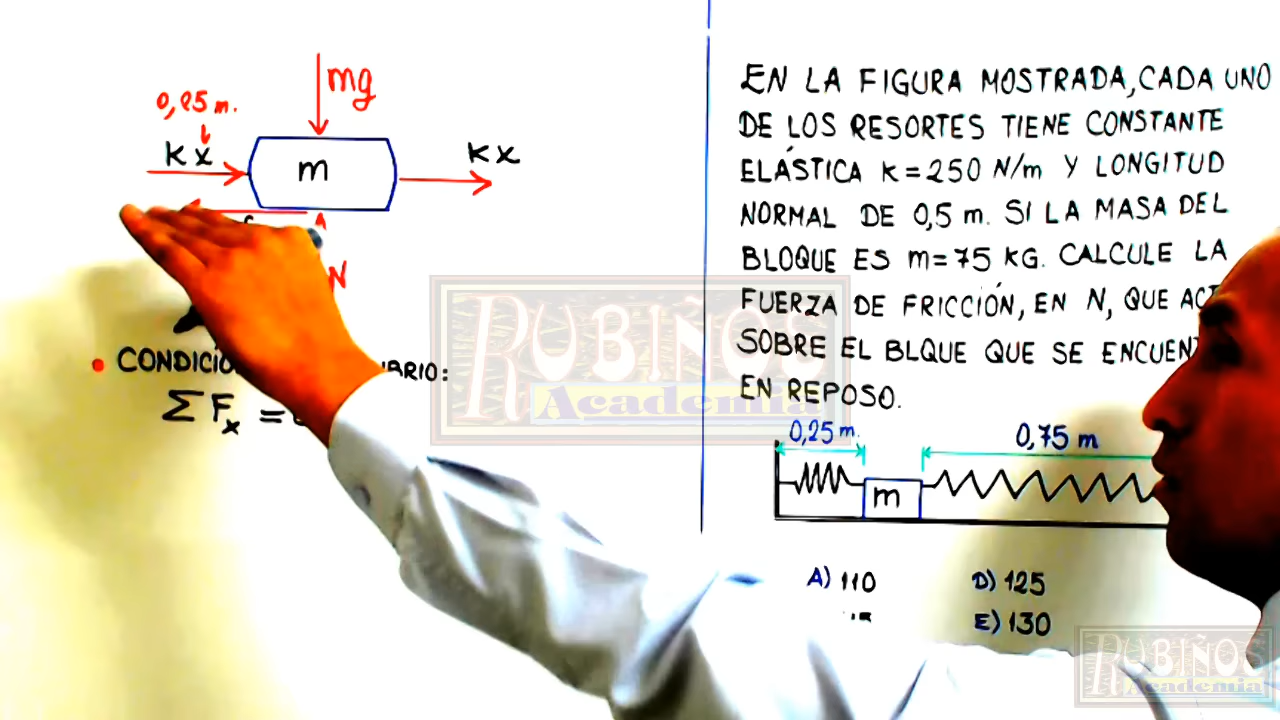 mg
0,25 m.
kx
m
kx
N
• CONDICIÓ
BRIO:
ΣFx =
EN LA FIGURA MOSTRADA, CADA UNO
DE LOS RESORTES TIENE CONSTANTE
ELÁSTICA K=250 N/m Y LONGITUD
NORMAL DE 0,5 m. SI LA MASA DEL
BLOQUE ES m=75 KG. CALCULE LA
FUERZA DE FRICCIÓN, EN N, QUE AC
SOBRE EL BLQUE QUE SE ENCUEN
EN REPOSO.
0,25 m.
0,75 m
m
A) 110
D) 125
E) 130
RUBIÑOS
Academia
RUBIÑOS
Academia